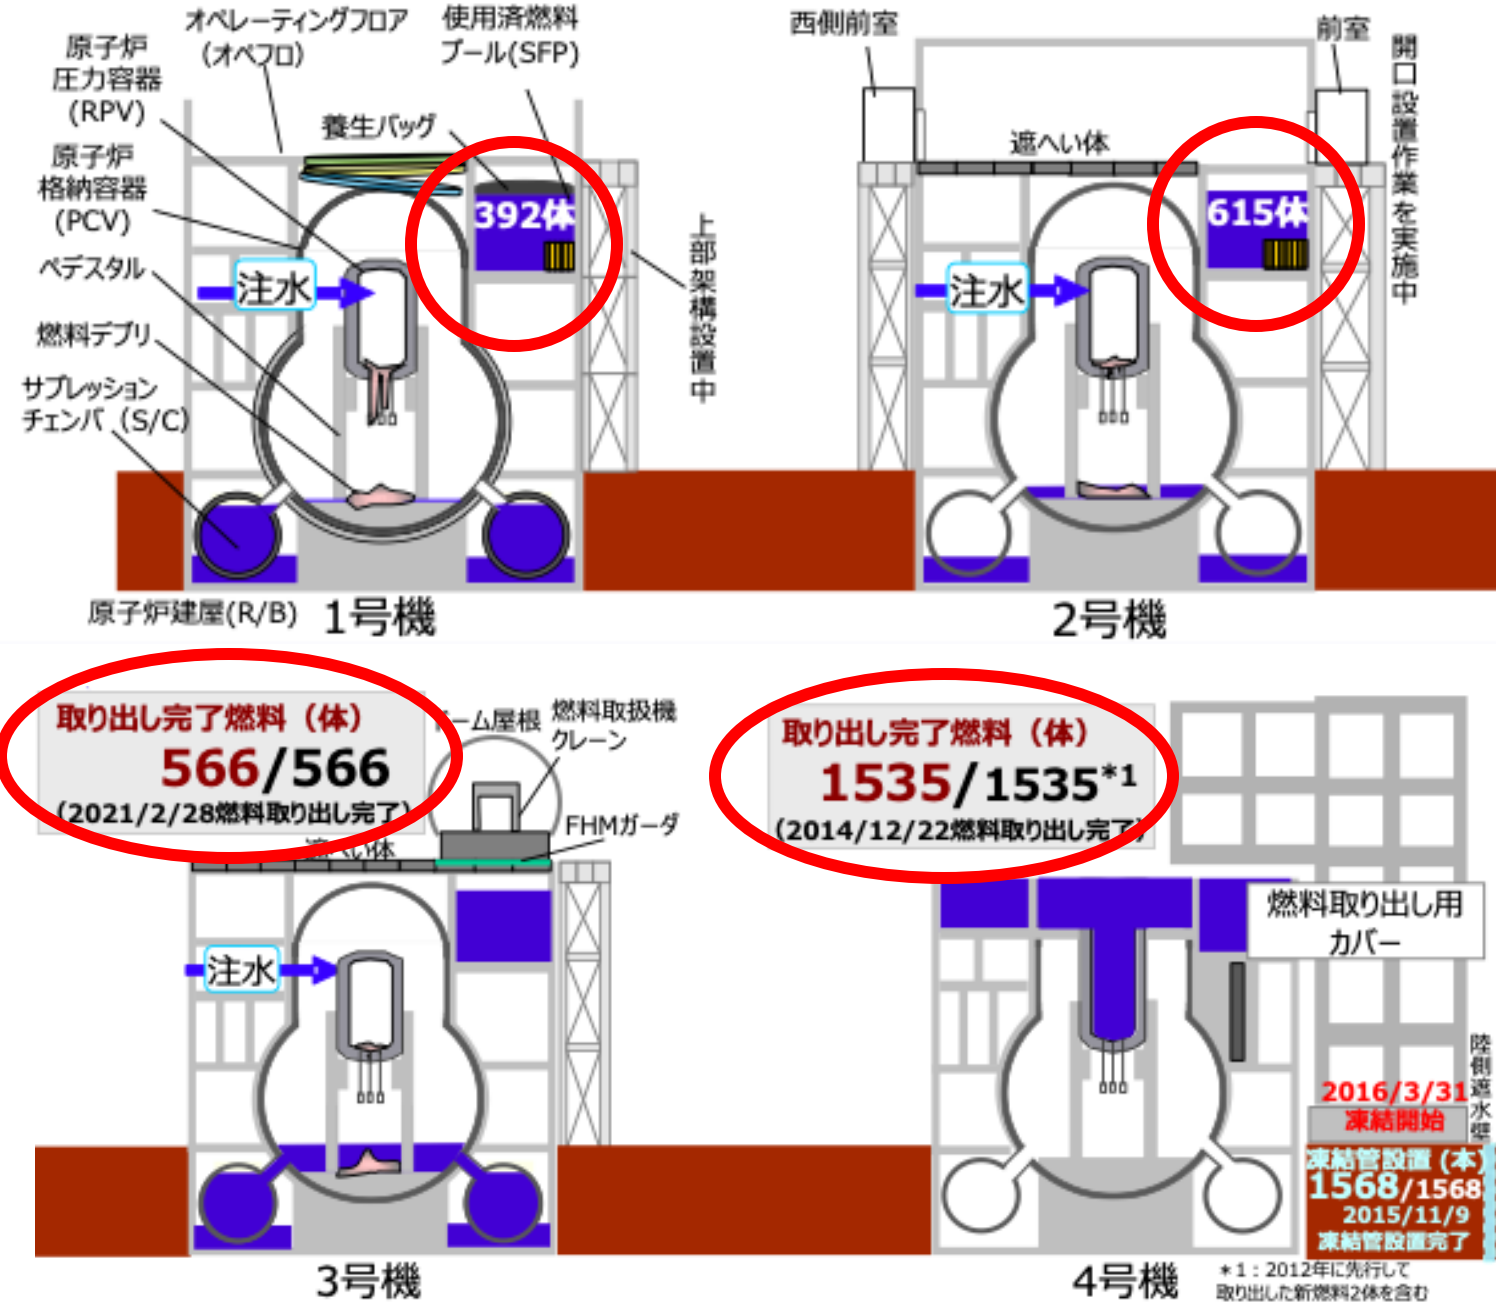 オペレーティングフロア
(オペフロ)
使用済燃料
プール(SFP)
原子炉
圧力容器
(RPV)
養生バッグ
原子炉
格納容器
(PCV)
392体
ペデスタル
注水
燃料デブリ
サプレッション
チェンバ (S/C)
上部架構設置中
原子炉建屋(R/B)
1号機
西側前室
前室
開口設置作業を実施中
遮へい体
615体
注水
2号機
取り出し完了燃料(体)
566/566
(2021/2/28燃料取り出し完了)
ドーム屋根
燃料取扱機
クレーン
FHMガーダ
遮へい体
注水
3号機
取り出し完了燃料(体)
1535/1535*1
(2014/12/22燃料取り出し完了)
燃料取り出し用
カバー
陸側遮水壁
2016/3/31
凍結開始
凍結管設置 (本)
1568/1568
2015/11/9
凍結管設置完了
4号機
*1:2012年に先行して
取り出した新燃料2体を含む